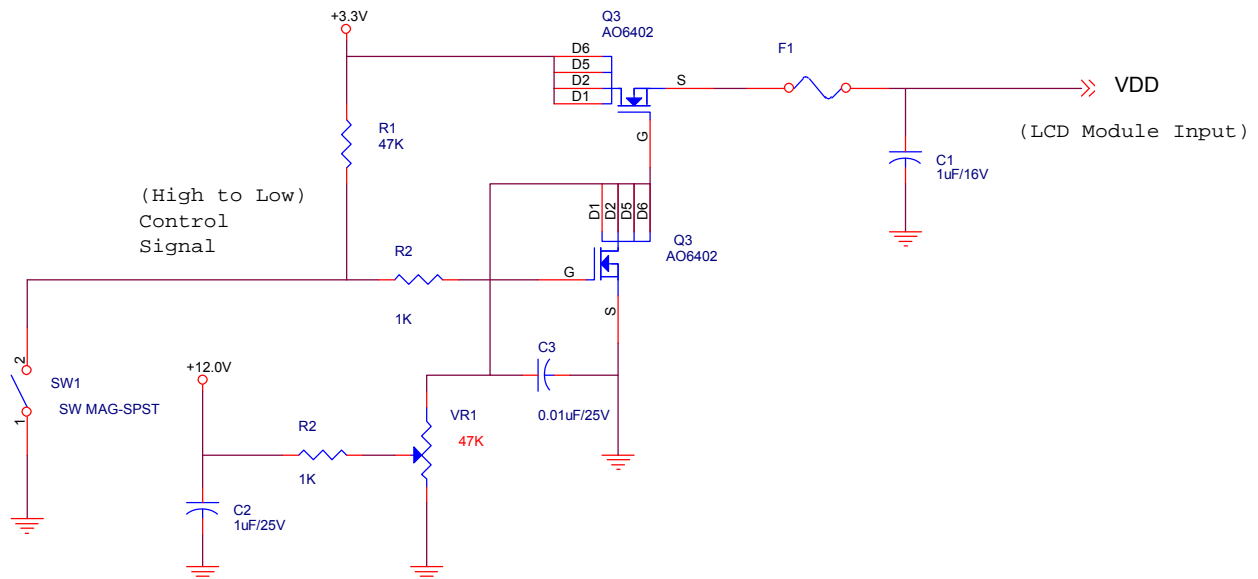 +3.3V
Q3
AO6402
D6
D5
D2
D1
S
G
F1
VDD
(LCD Module Input)
R1
47K
C1
1uF/16V
(High to Low)
Control
Signal
D1
D2
D5
D6
Q3
AO6402
R2
1K
G
S
C3
0.01uF/25V
2
1
SW1
SW MAG-SPST
+12.0V
R2
1K
VR1
47K
C2
1uF/25V